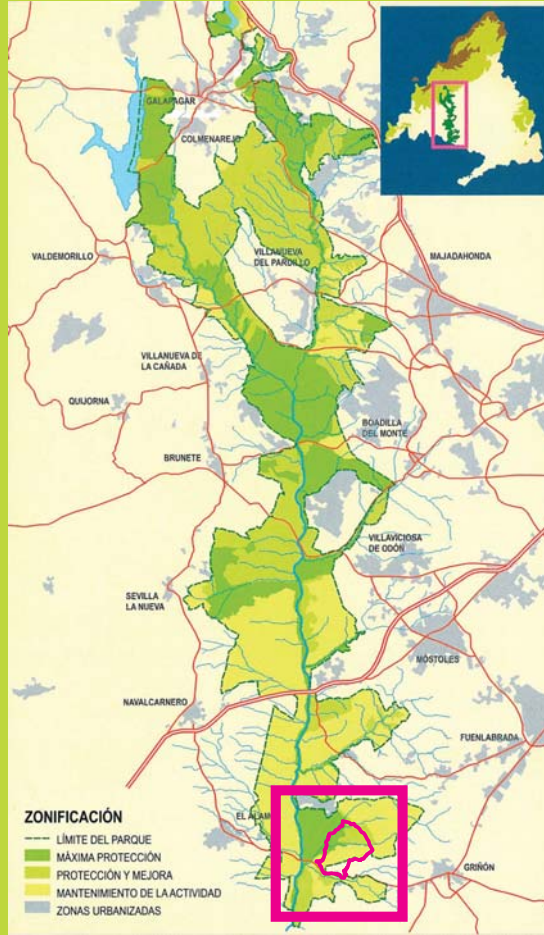 GALAPAGAR
COLMENAREJO
VALDEMORILLO
VILLANUEVA
DEL PARDILLO
MAJADAHONDA
VILLANUEVA DE
LA CAÑADA
QUIJORNA
BOADILLA
DEL MONTE
BRUNETE
VILLAVICIOSA
DE ODÓN
SEVILLA
LA NUEVA
MÓSTOLES
NAVALCARNERO
FUENLABRADA
EL ÁLAMO
GRIÑÓN
ZONIFICACIÓN
LÍMITE DEL PARQUE
MÁXIMA PROTECCIÓN
PROTECCIÓN Y MEJORA
MANTENIMIENTO DE LA ACTIVIDAD
ZONAS URBANIZADAS